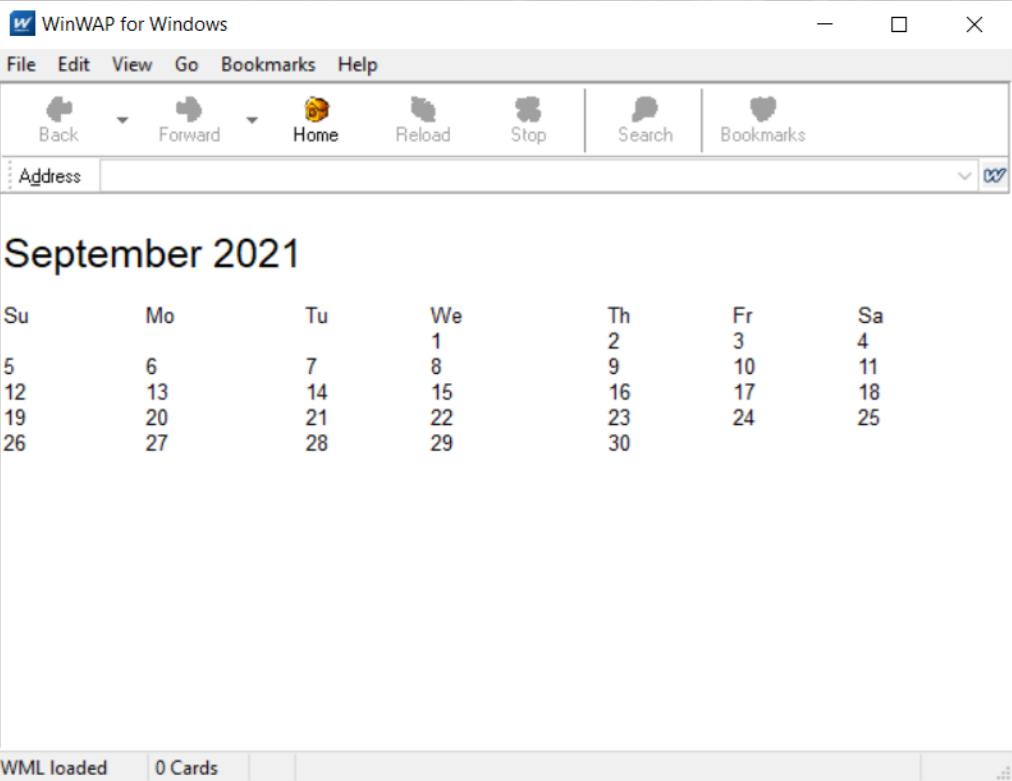 WinWAP for Windows
File Edit View Go Bookmarks Help
Back Forward Home Reload Stop Search Bookmarks
Address
September 2021
Su Mo Tu We Th Fr Sa
1 2 3 4
5 6 7 8 9 10 11
12 13 14 15 16 17 18
19 20 21 22 23 24 25
26 27 28 29 30
WML loaded 0 Cards